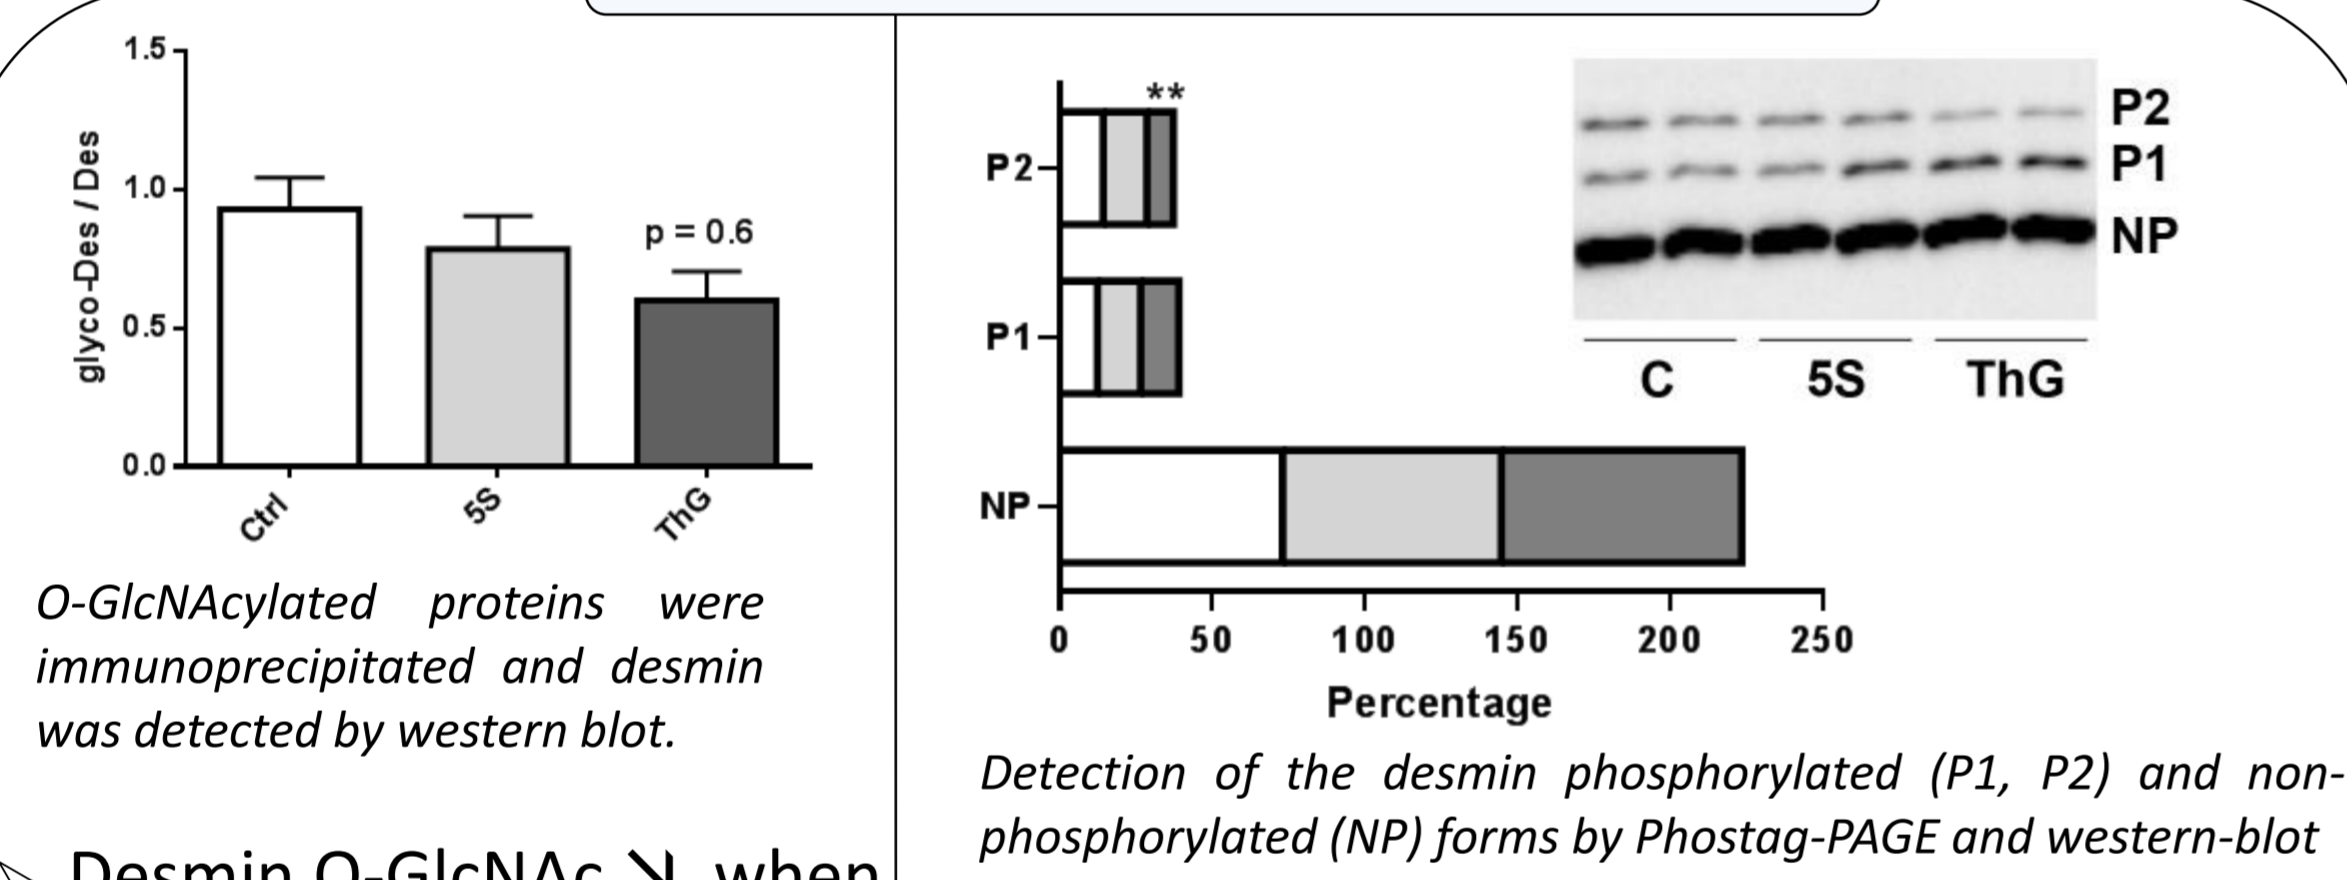 1.5
1.0
0.5
0.0
glyco-Des / Des
p = 0.6
Ctrl
5S
ThG
O-GlcNAcylated proteins were
immunoprecipitated and desmin
was detected by western blot.
Desmin O-GlcNAc ↘ when
**
P2
P1
NP
0 50 100 150 200 250
Percentage
P2
P1
NP
C 5S ThG
Detection of the desmin phosphorylated (P1, P2) and non-
phosphorylated (NP) forms by Phostag-PAGE and western-blot